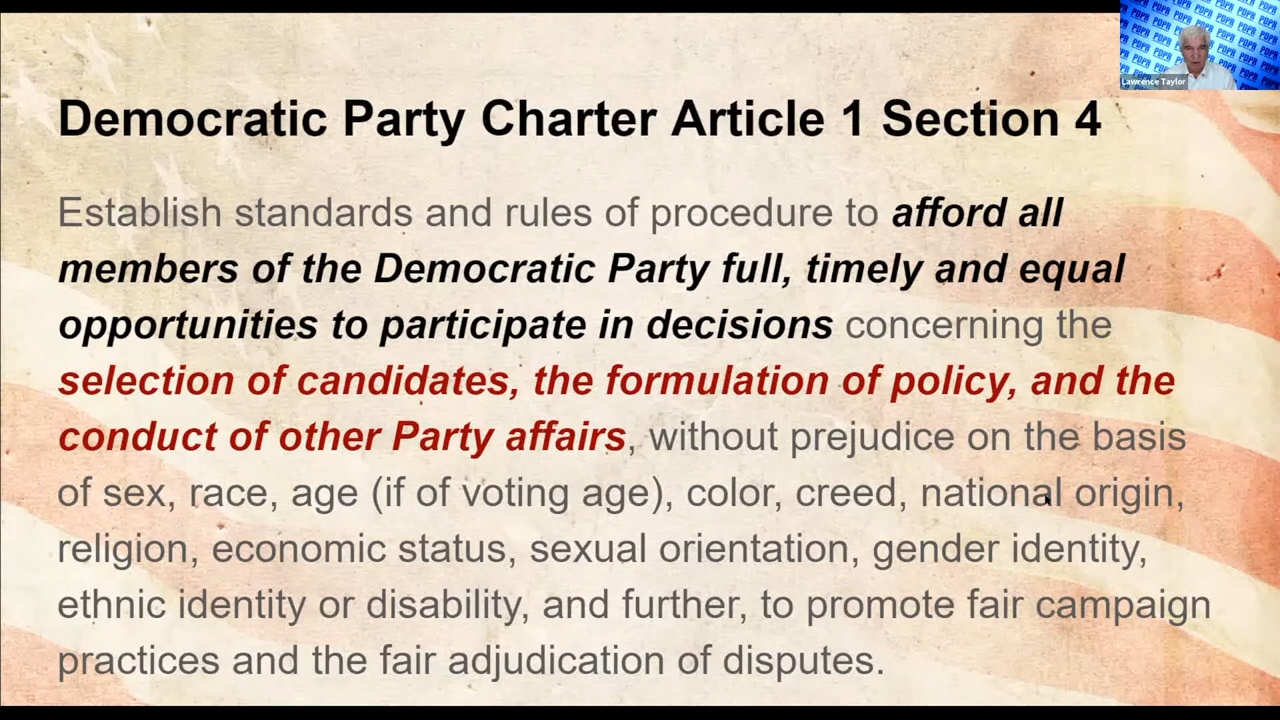 Democratic Party Charter Article 1 Section 4
Establish standards and rules of procedure to afford all
members of the Democratic Party full, timely and equal
opportunities to participate in decisions concerning the
selection of candidates, the formulation of policy, and the
conduct of other Party affairs, without prejudice on the basis
of sex, race, age (if of voting age), color, creed, national origin,
religion, economic status, sexual orientation, gender identity,
ethnic identity or disability, and further, to promote fair campaign
practices and the fair adjudication of disputes.
Lawrence Taylor